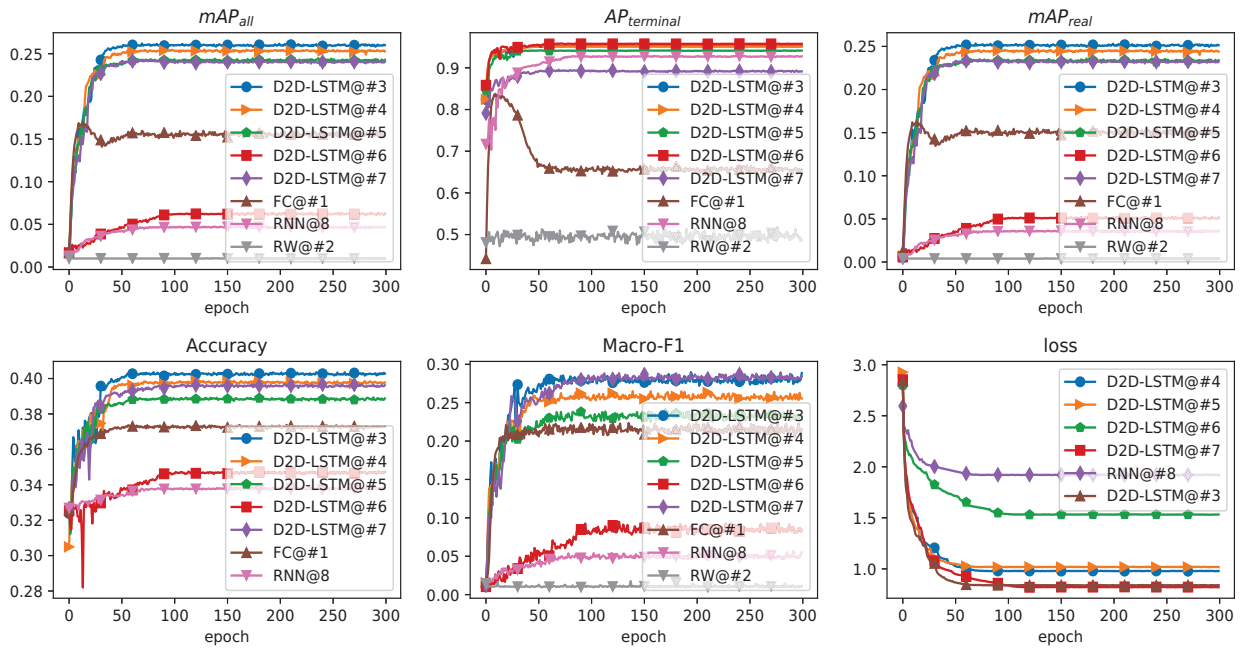 mAP_all
0.25
0.20
0.15
0.10
0.05
0.00
D2D-LSTM@#3
D2D-LSTM@#4
D2D-LSTM@#5
D2D-LSTM@#6
D2D-LSTM@#7
FC@#1
RNN@8
RW@#2
0 50 100 150 200 250 300
epoch
AP_terminal
0.9
0.8
0.7
0.6
0.5
D2D-LSTM@#3
D2D-LSTM@#4
D2D-LSTM@#5
D2D-LSTM@#6
D2D-LSTM@#7
FC@#1
RNN@8
RW@#2
0 50 100 150 200 250 300
epoch
mAP_real
0.25
0.20
0.15
0.10
0.05
0.00
D2D-LSTM@#3
D2D-LSTM@#4
D2D-LSTM@#5
D2D-LSTM@#6
D2D-LSTM@#7
FC@#1
RNN@8
RW@#2
0 50 100 150 200 250 300
epoch
Accuracy
0.40
0.38
0.36
0.34
0.32
0.30
0.28
D2D-LSTM@#3
D2D-LSTM@#4
D2D-LSTM@#5
D2D-LSTM@#6
D2D-LSTM@#7
FC@#1
RNN@8
0 50 100 150 200 250 300
epoch
Macro-F1
0.30
0.25
0.20
0.15
0.10
0.05
0.00
D2D-LSTM@#3
D2D-LSTM@#4
D2D-LSTM@#5
D2D-LSTM@#6
D2D-LSTM@#7
FC@#1
RNN@8
RW@#2
0 50 100 150 200 250 300
epoch
loss
3.0
2.5
2.0
1.5
1.0
D2D-LSTM@#4
D2D-LSTM@#5
D2D-LSTM@#6
D2D-LSTM@#7
RNN@#8
D2D-LSTM@#3
0 50 100 150 200 250 300
epoch